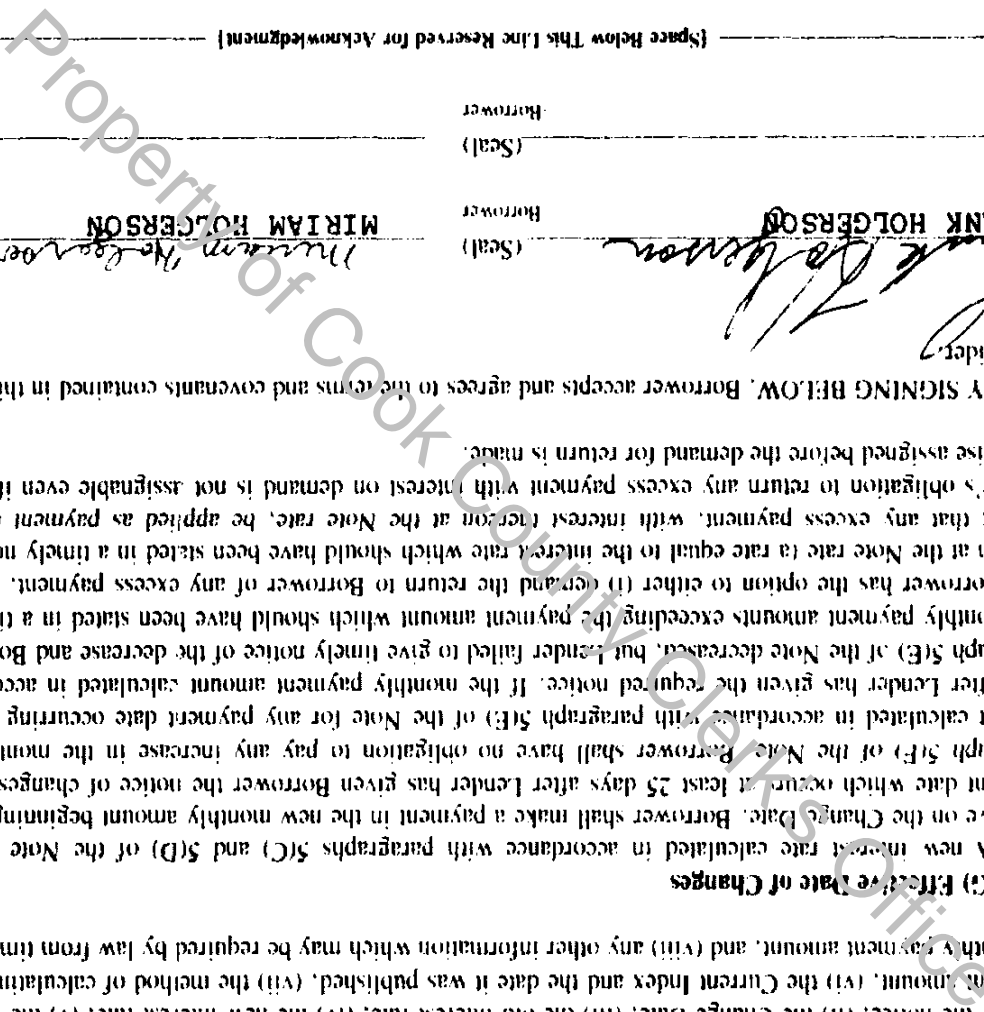 the notice, (ii) the Change Date, (iii) the old interest rate, (iv) the new interest rate, (v) the
amount, (vi) the Current Index and the date it was published, (vii) the method of calculatin
thly payment amount, and (viii) any other information which may be required by law from tim
G) Effective Date of Changes
A new interest rate calculated in accordance with paragraphs 5(C) and 5(D) of the Note
ve on the Change Date. Borrower shall make a payment in the new monthly amount beginning
nt date which occurs at least 25 days after Lender has given Borrower the notice of changes
aph 5(F) of the Note. Borrower shall have no obligation to pay any increase in the mont
t calculated in accordance with paragraph 5(E) of the Note for any payment date occurring
fter Lender has given the required notice. If the monthly payment amount calculated in acco
aph 5(E) of the Note decreased, but Lender failed to give timely notice of the decrease and Bo
onthly payment amounts exceeding the payment amount which should have been stated in a ti
orrower has the option to either (i) demand the return to Borrower of any excess payment,
n at the Note rate (a rate equal to the interest rate which should have been stated in a timely no
that any excess payment, with interest thereon at the Note rate, be applied as payment
's obligation to return any excess payment with interest on demand is not assignable even if
ise assigned before the demand for return is made.
Y SIGNING BELOW, Borrower accepts and agrees to the terms and covenants contained in thi
ider.
Holgerson (Seal) Miriam Holgerson
NK HOLGERSON Borrower MIRIAM HOLGERSON
(Seal)
Borrower
[Space Below This Line Reserved for Acknowledgment]
Property of Cook County Clerk's Office